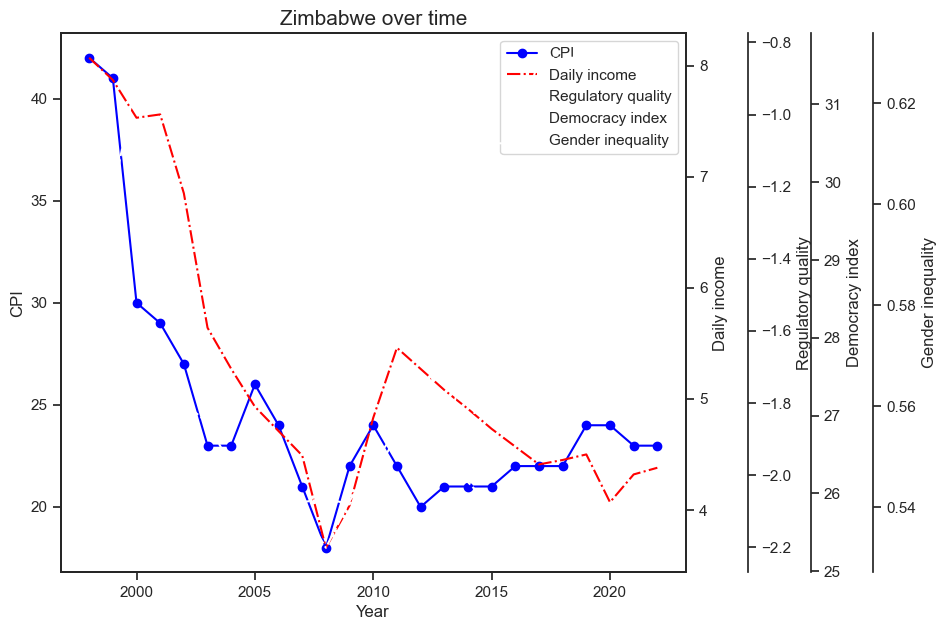 Zimbabwe over time
CPI
Daily income
Regulatory quality
Democracy index
Gender inequality
CPI
40
35
30
25
20
2000
2005
2010
2015
2020
Year
8
7
6
5
4
Daily income
−0.8
−1.0
−1.2
−1.4
−1.6
−1.8
−2.0
−2.2
Regulatory quality
31
30
29
28
27
26
25
Democracy index
0.62
0.60
0.58
0.56
0.54
Gender inequality